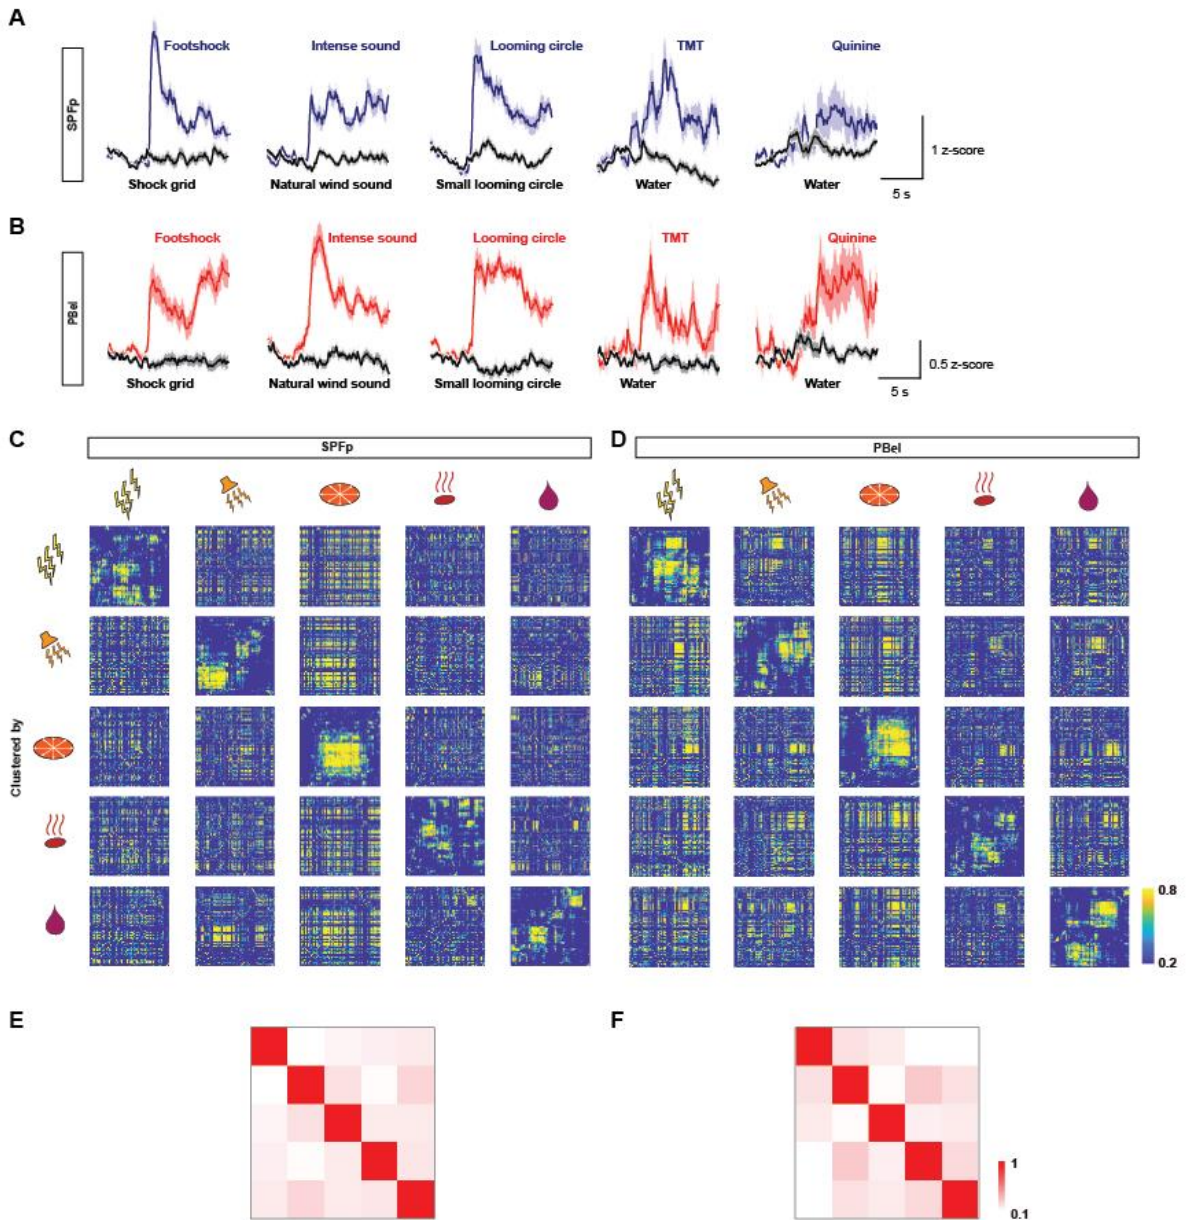 A
Footshock
Intense sound
Looming circle
TMT
Quinine
SPFp
1 z-score
Shock grid
Natural wind sound
Small looming circle
Water
Water
5 s
B
Footshock
Intense sound
Looming circle
TMT
Quinine
PBel
0.5 z-score
Shock grid
Natural wind sound
Small looming circle
Water
Water
5 s
C
SPFp
D
PBel
Clustered by
0.8
0.2
E
F
1
0.1